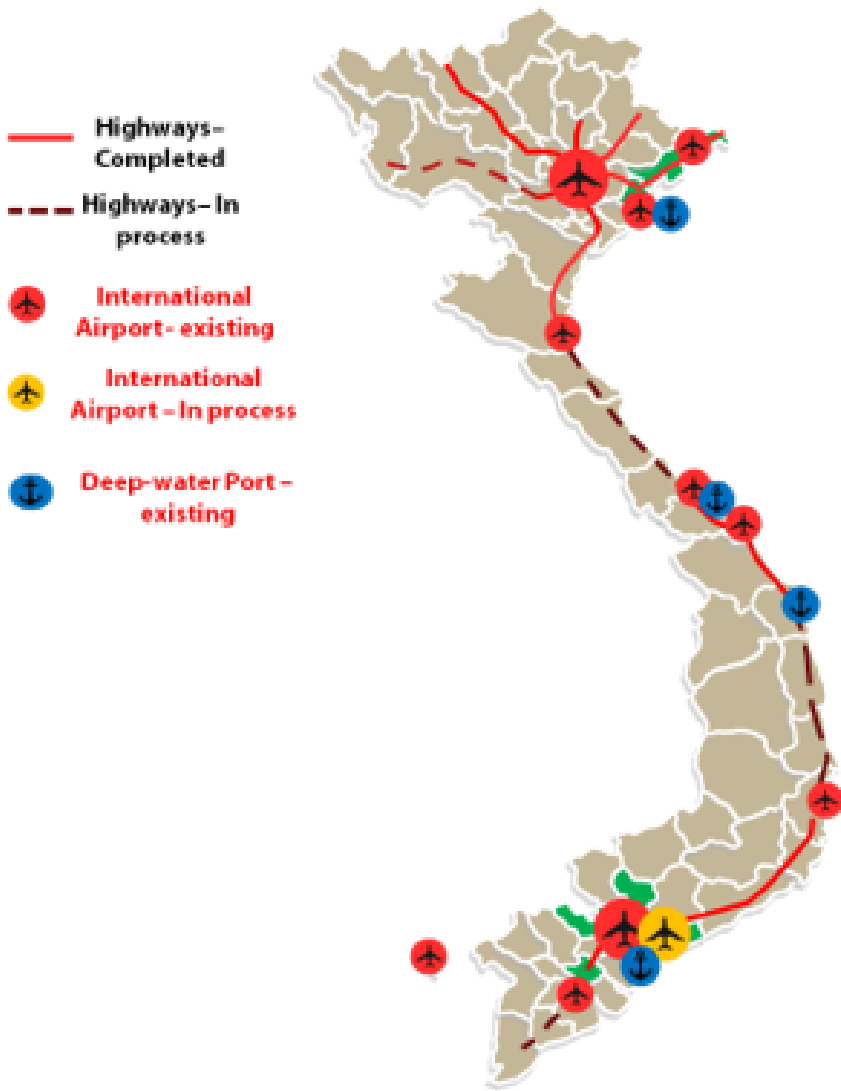 Highways–
Completed
Highways– In
process
International
Airport- existing
International
Airport – In process
Deep-water Port –
existing